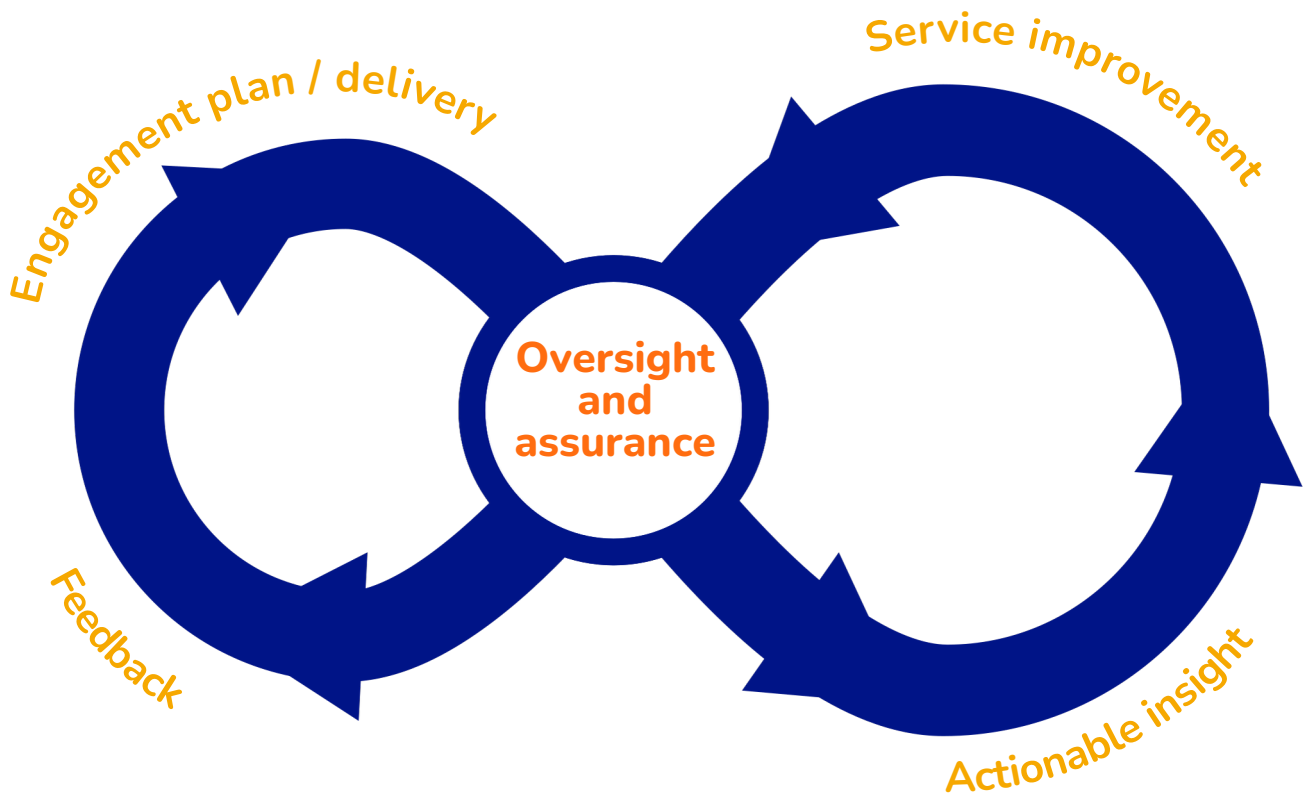 Engagement plan / delivery
Service improvement
Oversight
and
assurance
Feedback
Actionable insight